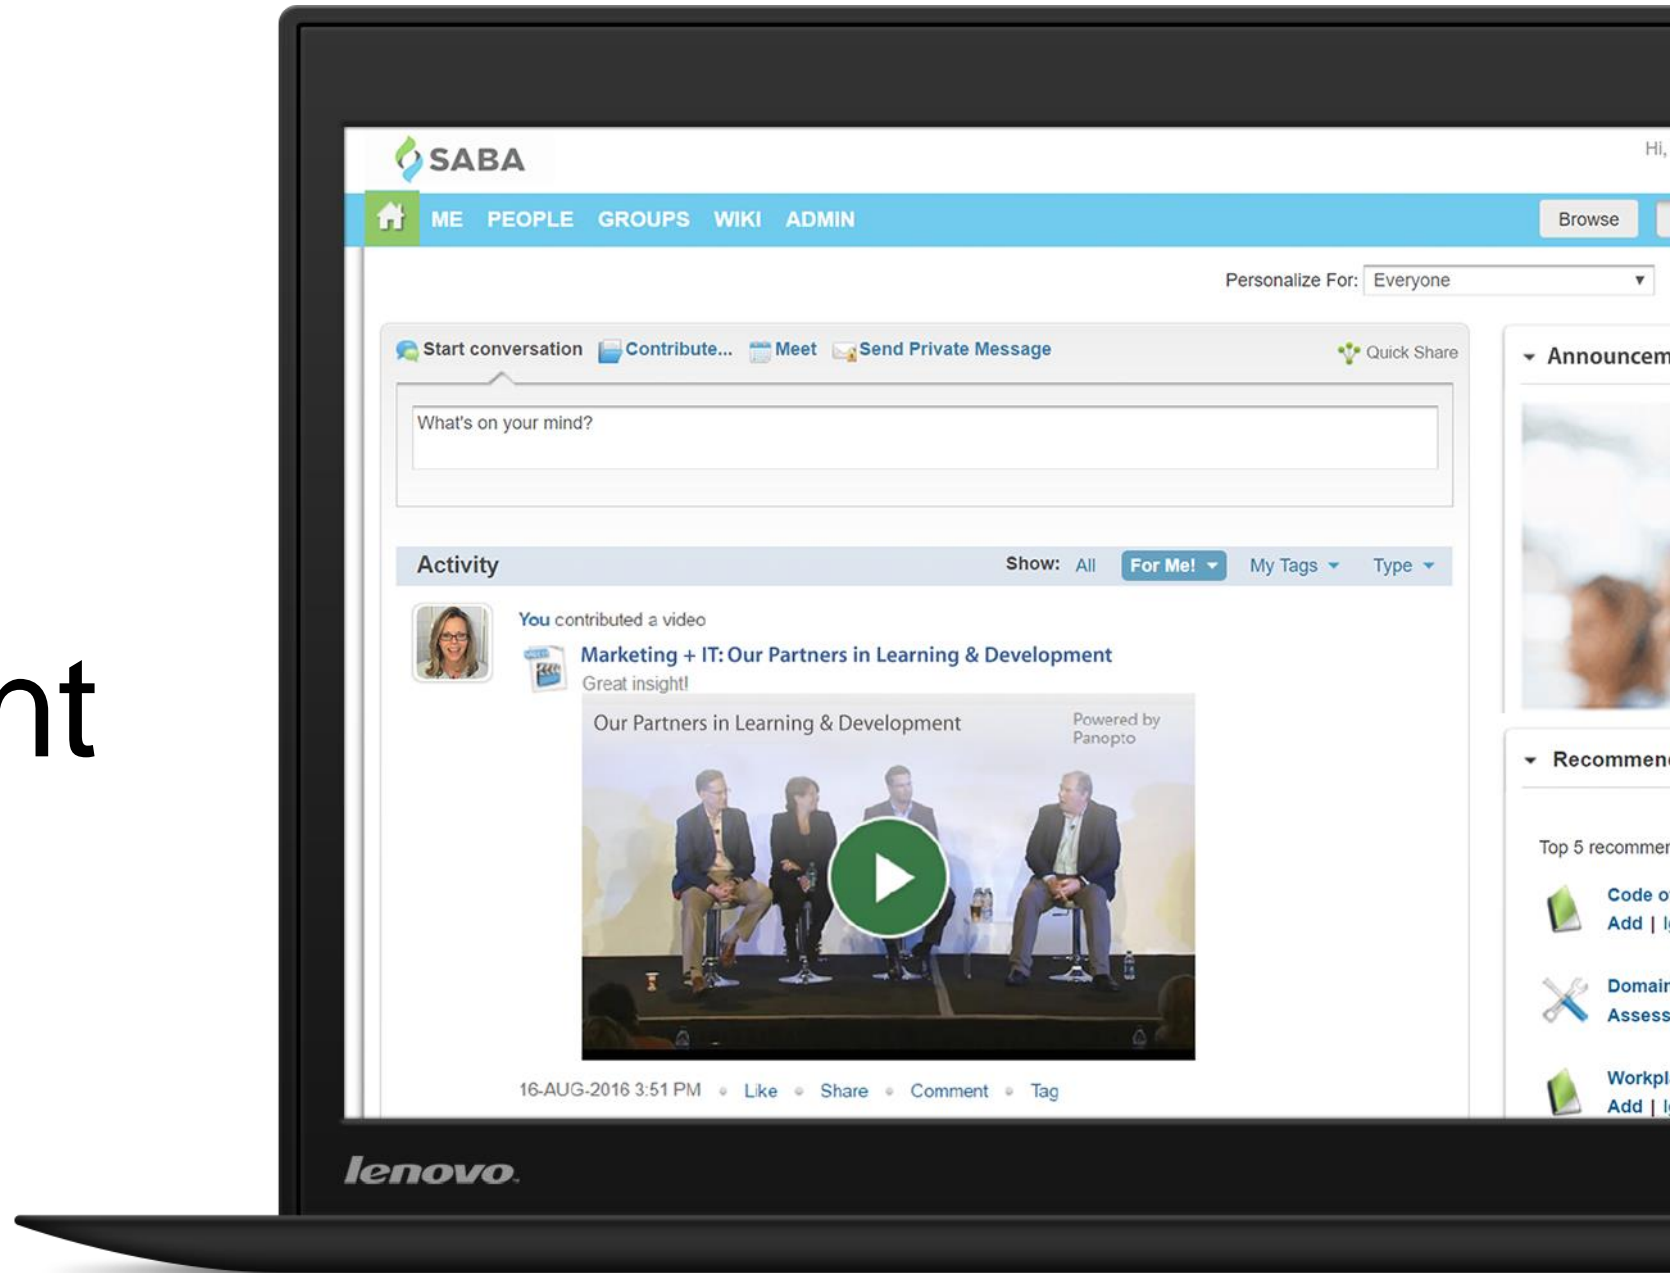 SABA
Hi,
ME PEOPLE GROUPS WIKI ADMIN
Browse
Personalize For: Everyone
Start conversation Contribute... Meet Send Private Message Quick Share
What's on your mind?
Activity Show: All For Me! My Tags Type
You contributed a video
Marketing + IT: Our Partners in Learning & Development
Great insight!
Our Partners in Learning & Development
Powered by
Panopto
16-AUG-2016 3:51 PM Like Share Comment Tag
Announcem
Recommen
Top 5 recommen
Code o
Add |
Domain
Assess
Workpl
Add |
nt
lenovo